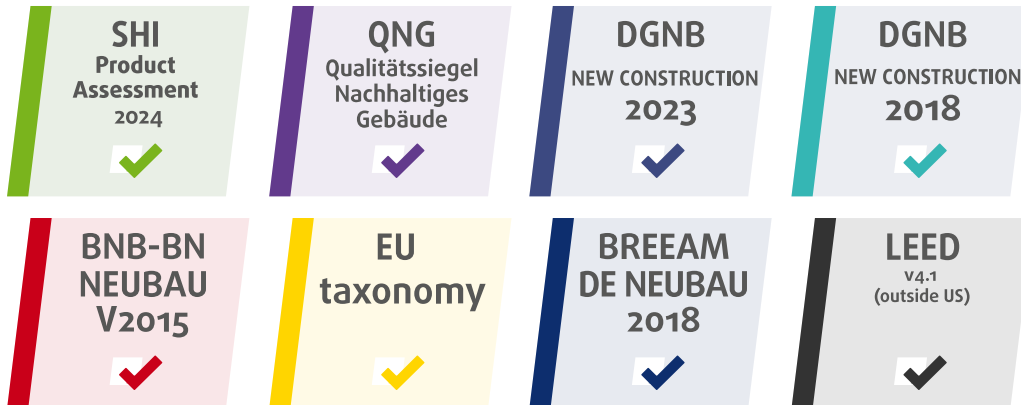 SHI
Product
Assessment
2024
QNG
Qualitätssiegel
Nachhaltiges
Gebäude
DGNB
NEW CONSTRUCTION
2023
DGNB
NEW CONSTRUCTION
2018
BNB-BN
NEUBAU
V2015
EU
taxonomy
BREEAM
DE NEUBAU
2018
LEED
v4.1
(outside US)